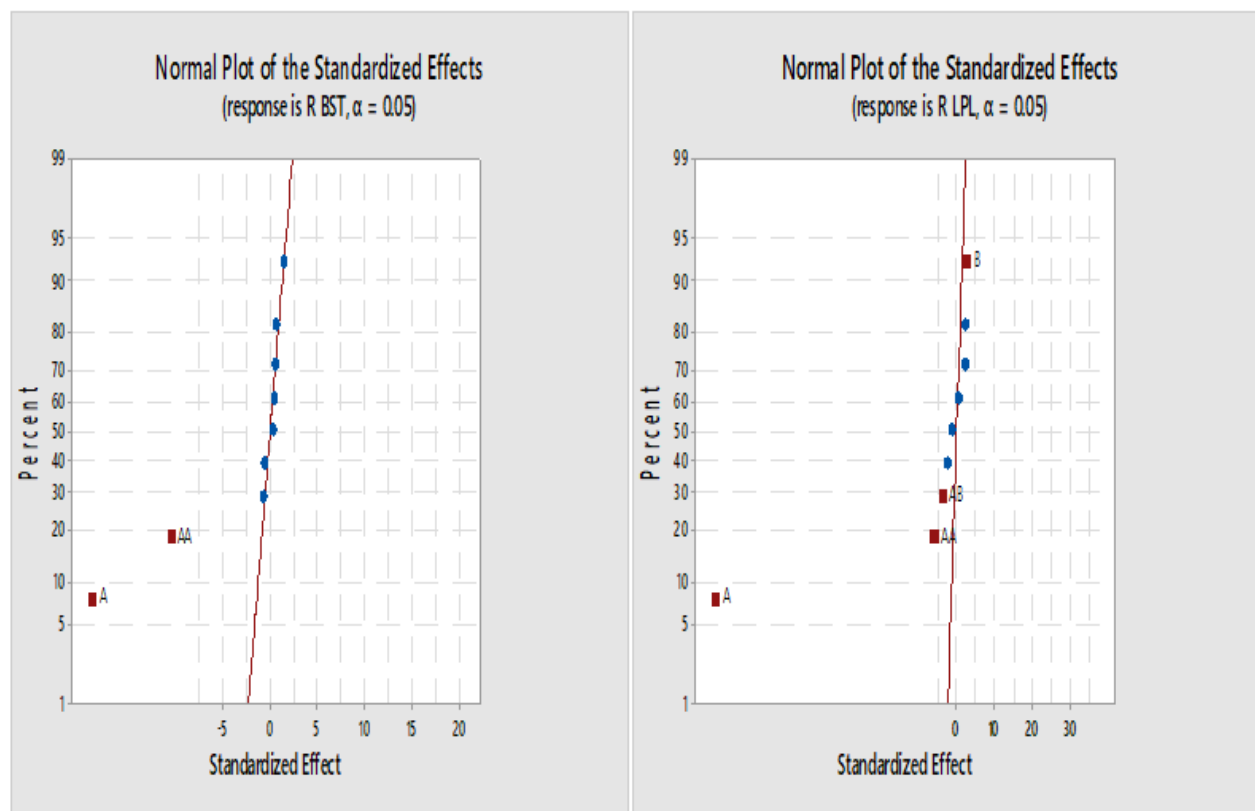 Normal Plot of the Standardized Effects
(response is R BST, α = 0.05)
99
95
90
80
70
60
50
40
30
20
10
5
1
Percent
AA
A
-5 0 5 10 15 20
Standardized Effect
Normal Plot of the Standardized Effects
(response is R LPL, α = 0.05)
99
95
90
80
70
60
50
40
30
20
10
5
1
Percent
B
AB
AA
A
0 10 20 30
Standardized Effect